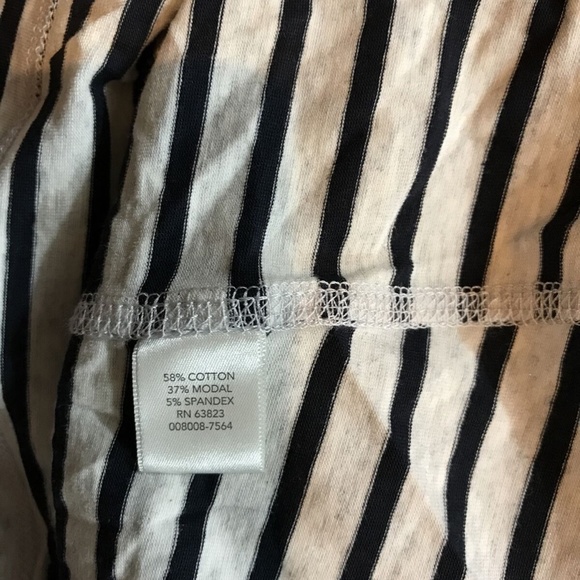 58% COTTON
37% MODAL
5% SPANDEX
RN 63823
008008-7564